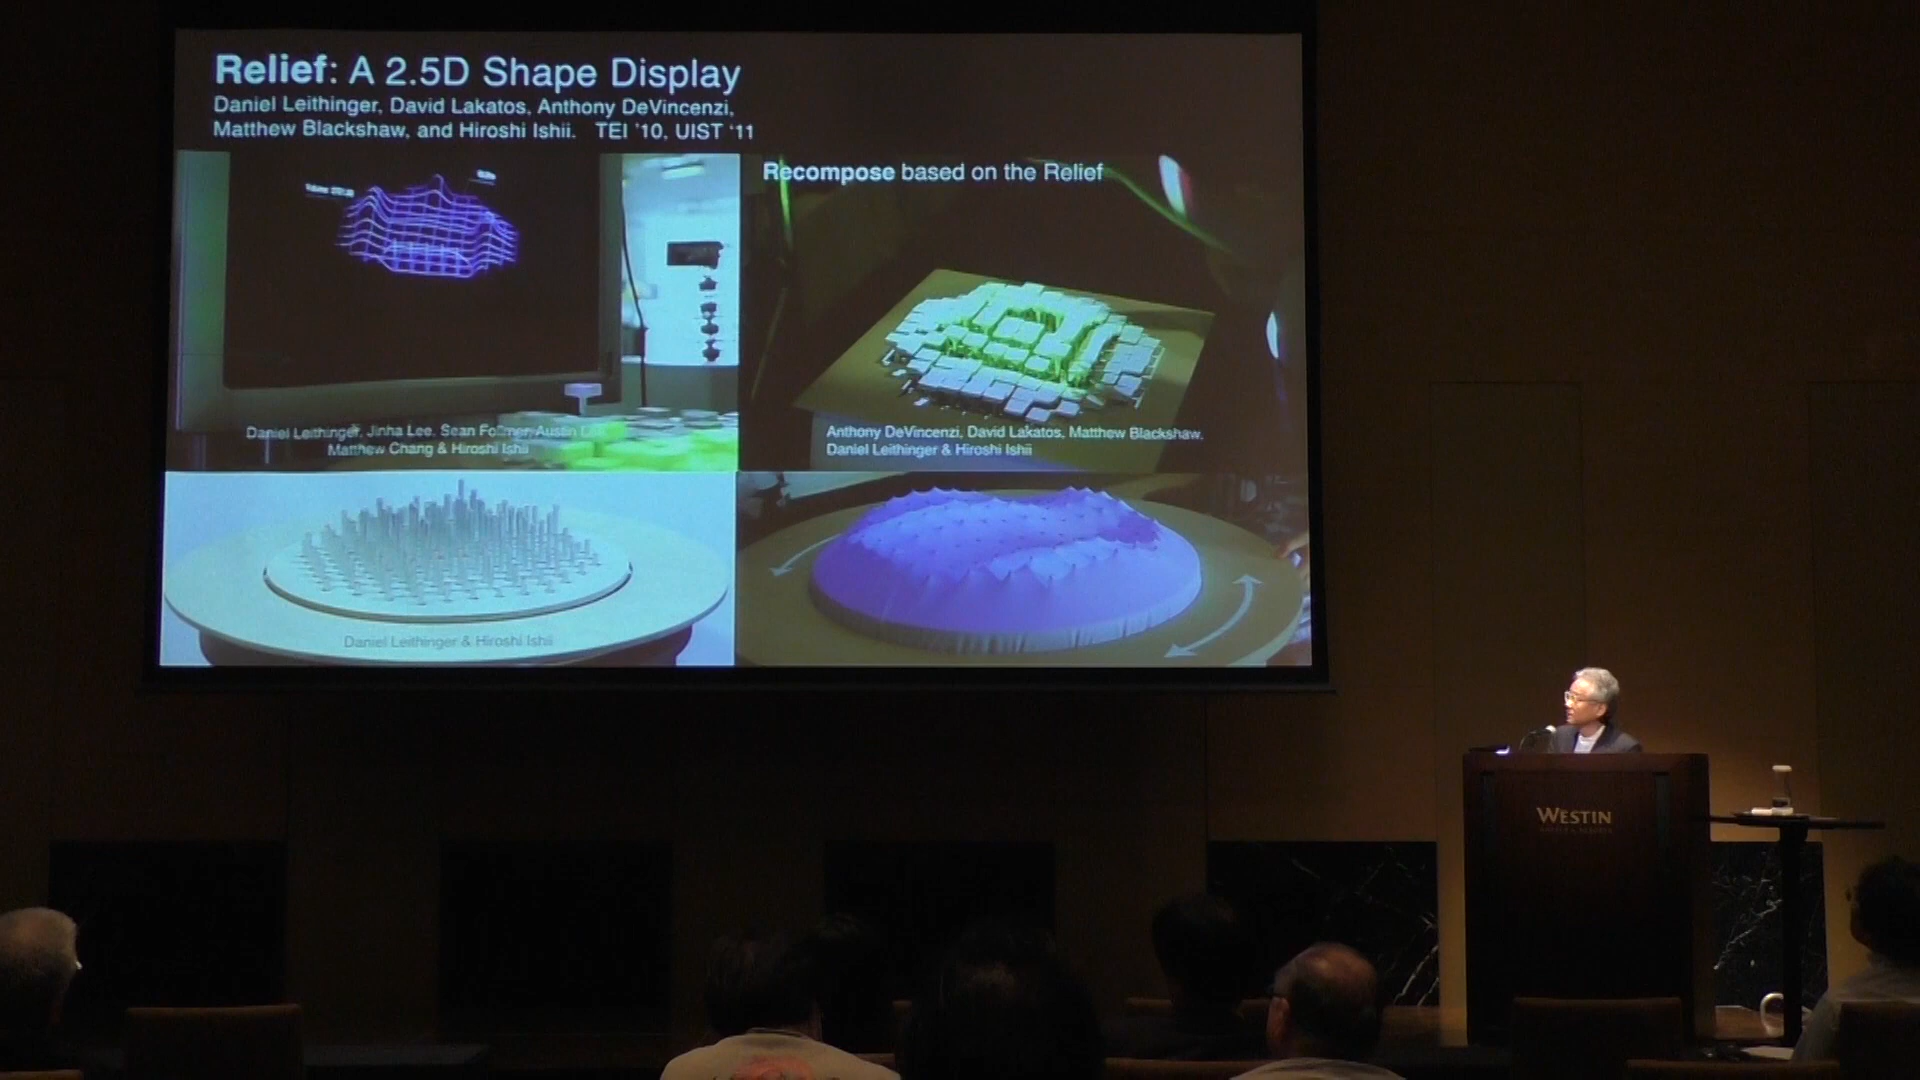 Relief: A 2.5D Shape Display
Daniel Leithinger, David Lakatos, Anthony DeVincenzi,
Matthew Blackshaw, and Hiroshi Ishii. TEI '10, UIST '11
Recompose based on the Relief
Daniel Leithinger, Jinha Lee, Sean Follmer, Austin
Matthew Chang & Hiroshi Ishii
Anthony DeVincenzi, David Lakatos, Matthew Blackshaw,
Daniel Leithinger & Hiroshi Ishii
Daniel Leithinger & Hiroshi Ishii
WESTIN